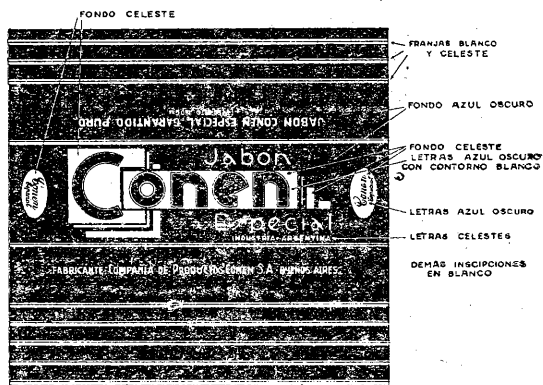 FONDO CELESTE
FRANJAS BLANCO
Y CELESTE
JABON CONEN ESPECIAL GARANTIDO PURO
FONDO AZUL OSCURO
FONDO CELESTE
LETRAS AZUL OSCURO
CON CONTORNO BLANCO
Jabon
Conen
Especial
INDUSTRIA ARGENTINA
LETRAS AZUL OSCURO
LETRAS CELESTES
DEMAS INSCIPCIONES
EN BLANCO
FABRICANTE COMPAÑIA DE PRODUCTOS CONEN S.A. BUENOS AIRES